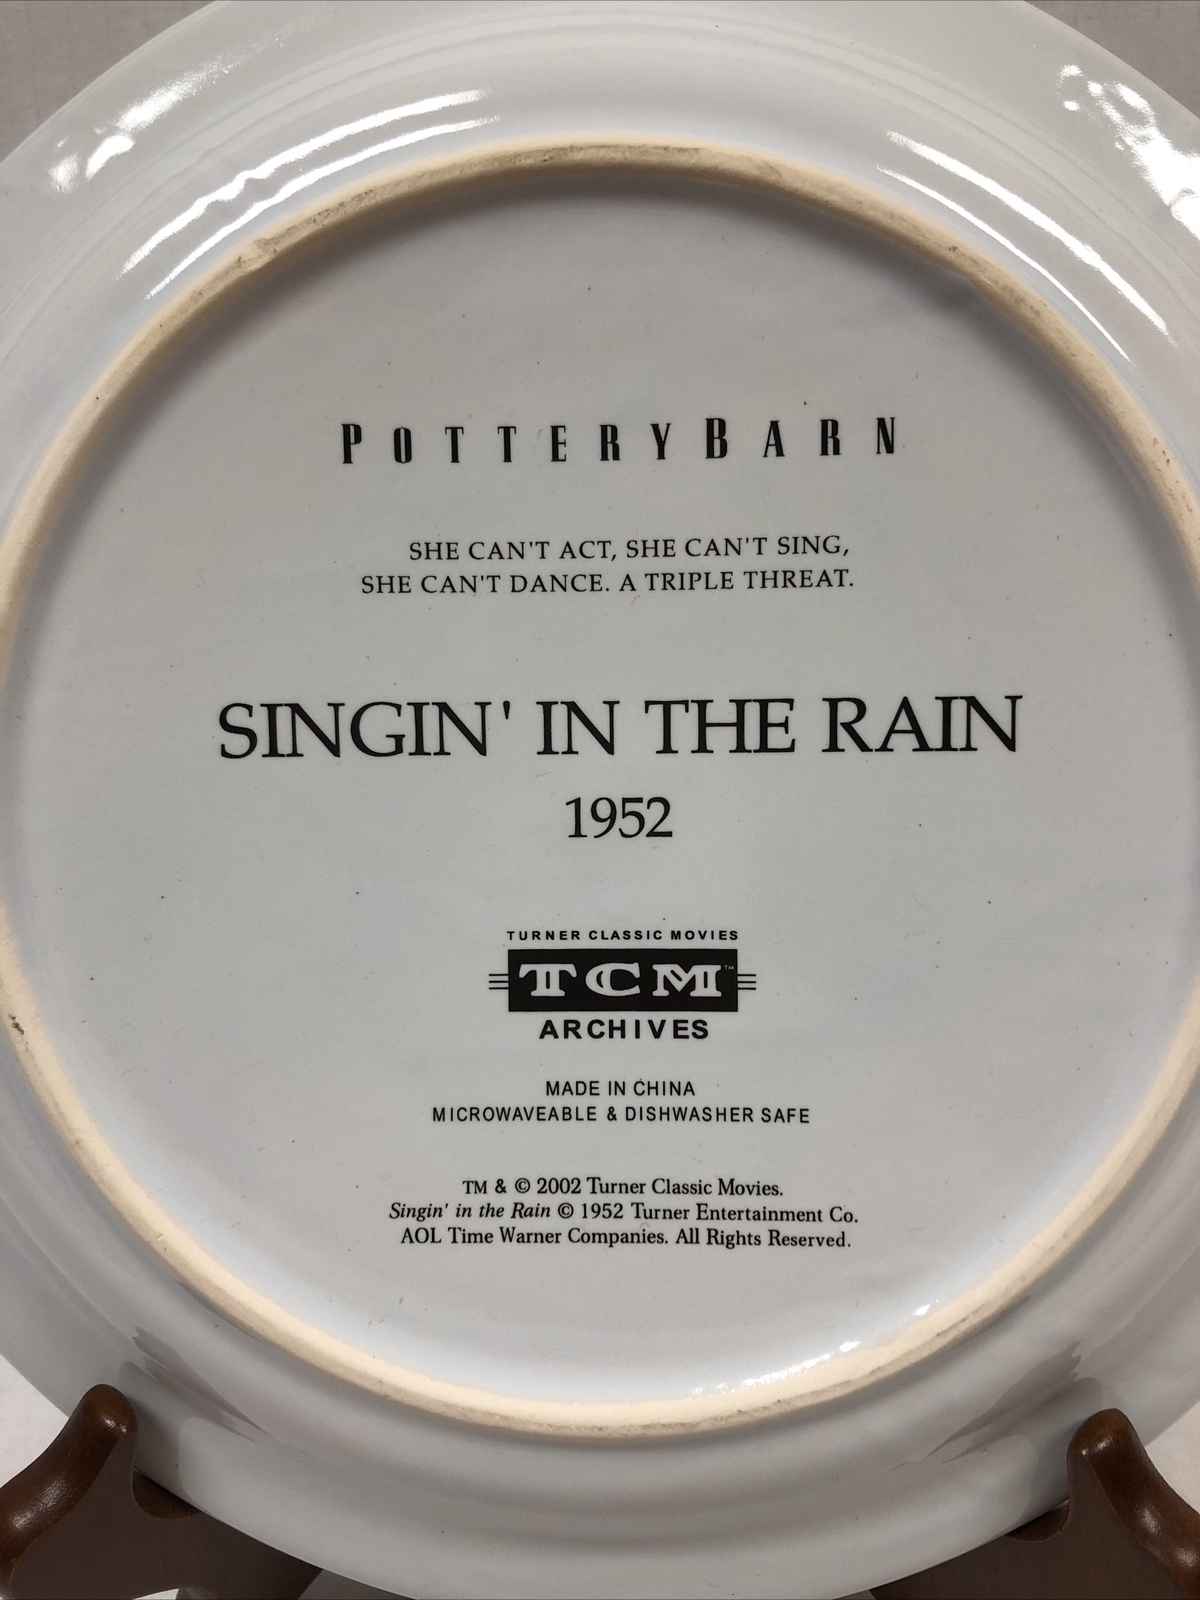 POTTERYBARN
SHE CAN'T ACT, SHE CAN'T SING,
SHE CAN'T DANCE. A TRIPLE THREAT.
SINGIN' IN THE RAIN
1952
TURNER CLASSIC MOVIES
TCM™
ARCHIVES
MADE IN CHINA
MICROWAVEABLE & DISHWASHER SAFE
TM & © 2002 Turner Classic Movies.
Singin' in the Rain © 1952 Turner Entertainment Co.
AOL Time Warner Companies. All Rights Reserved.